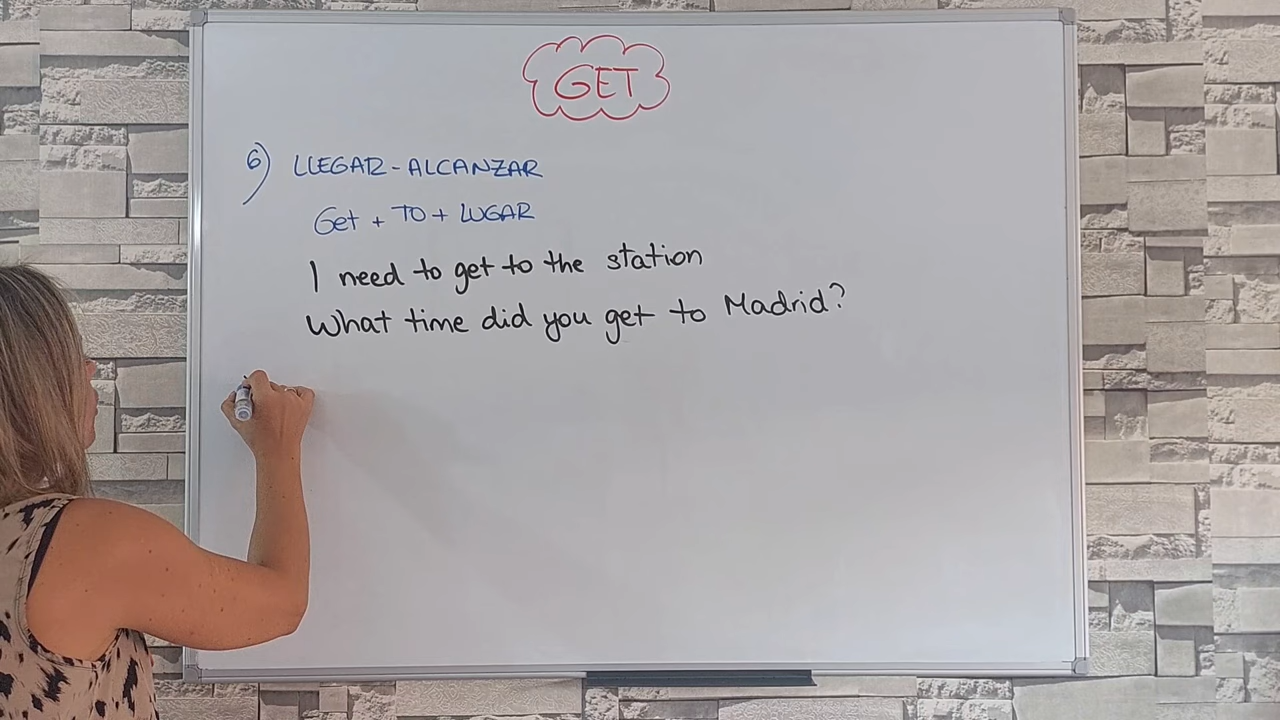 GET
6) LLEGAR - ALCANZAR
Get + TO + LUGAR
I need to get to the station
What time did you get to Madrid?